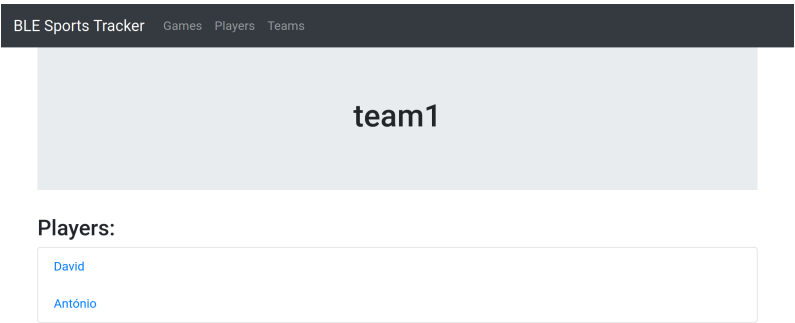 BLE Sports Tracker Games Players Teams
team1
Players:
David
António